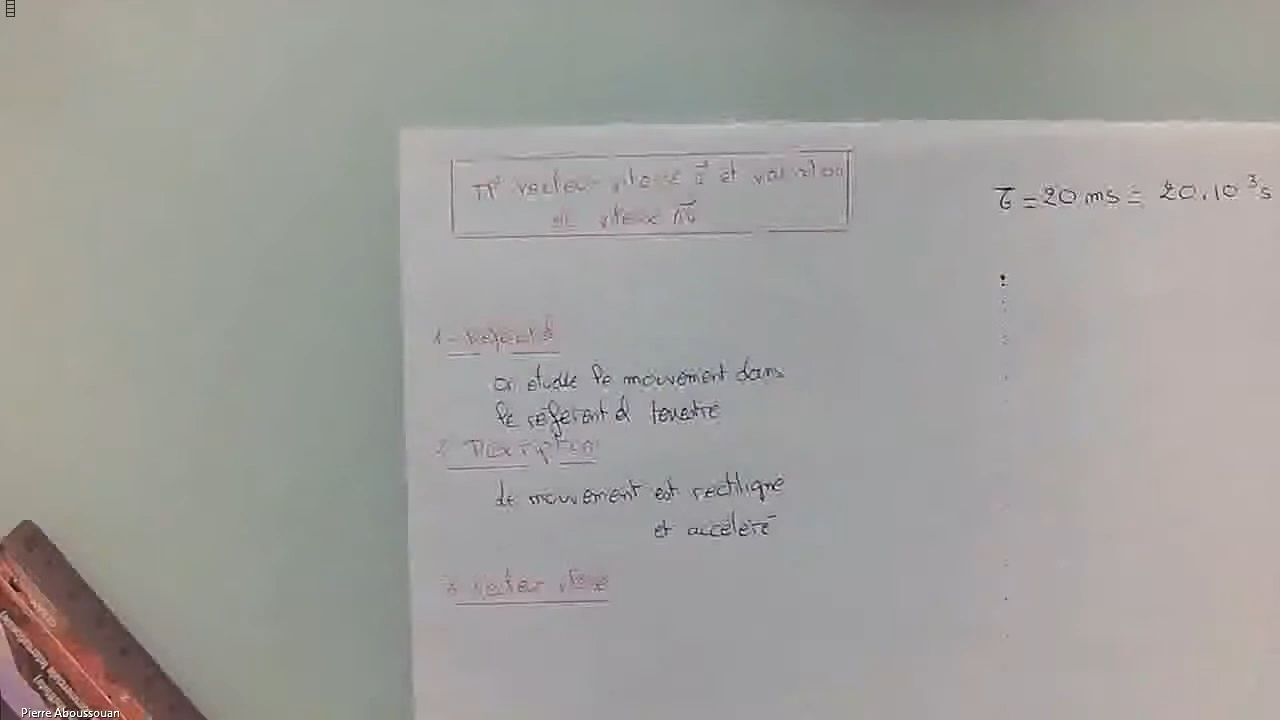 TP vecteur vitesse v⃗ et variation
de vitesse Δv⃗
τ = 20 ms = 20.10⁻³ s
1 - Référentiel
on étudie le mouvement dans
le référentiel terrestre
2 Description
le mouvement est rectiligne
et accéléré
3 Vecteur vitesse
Pierre Aboussouan